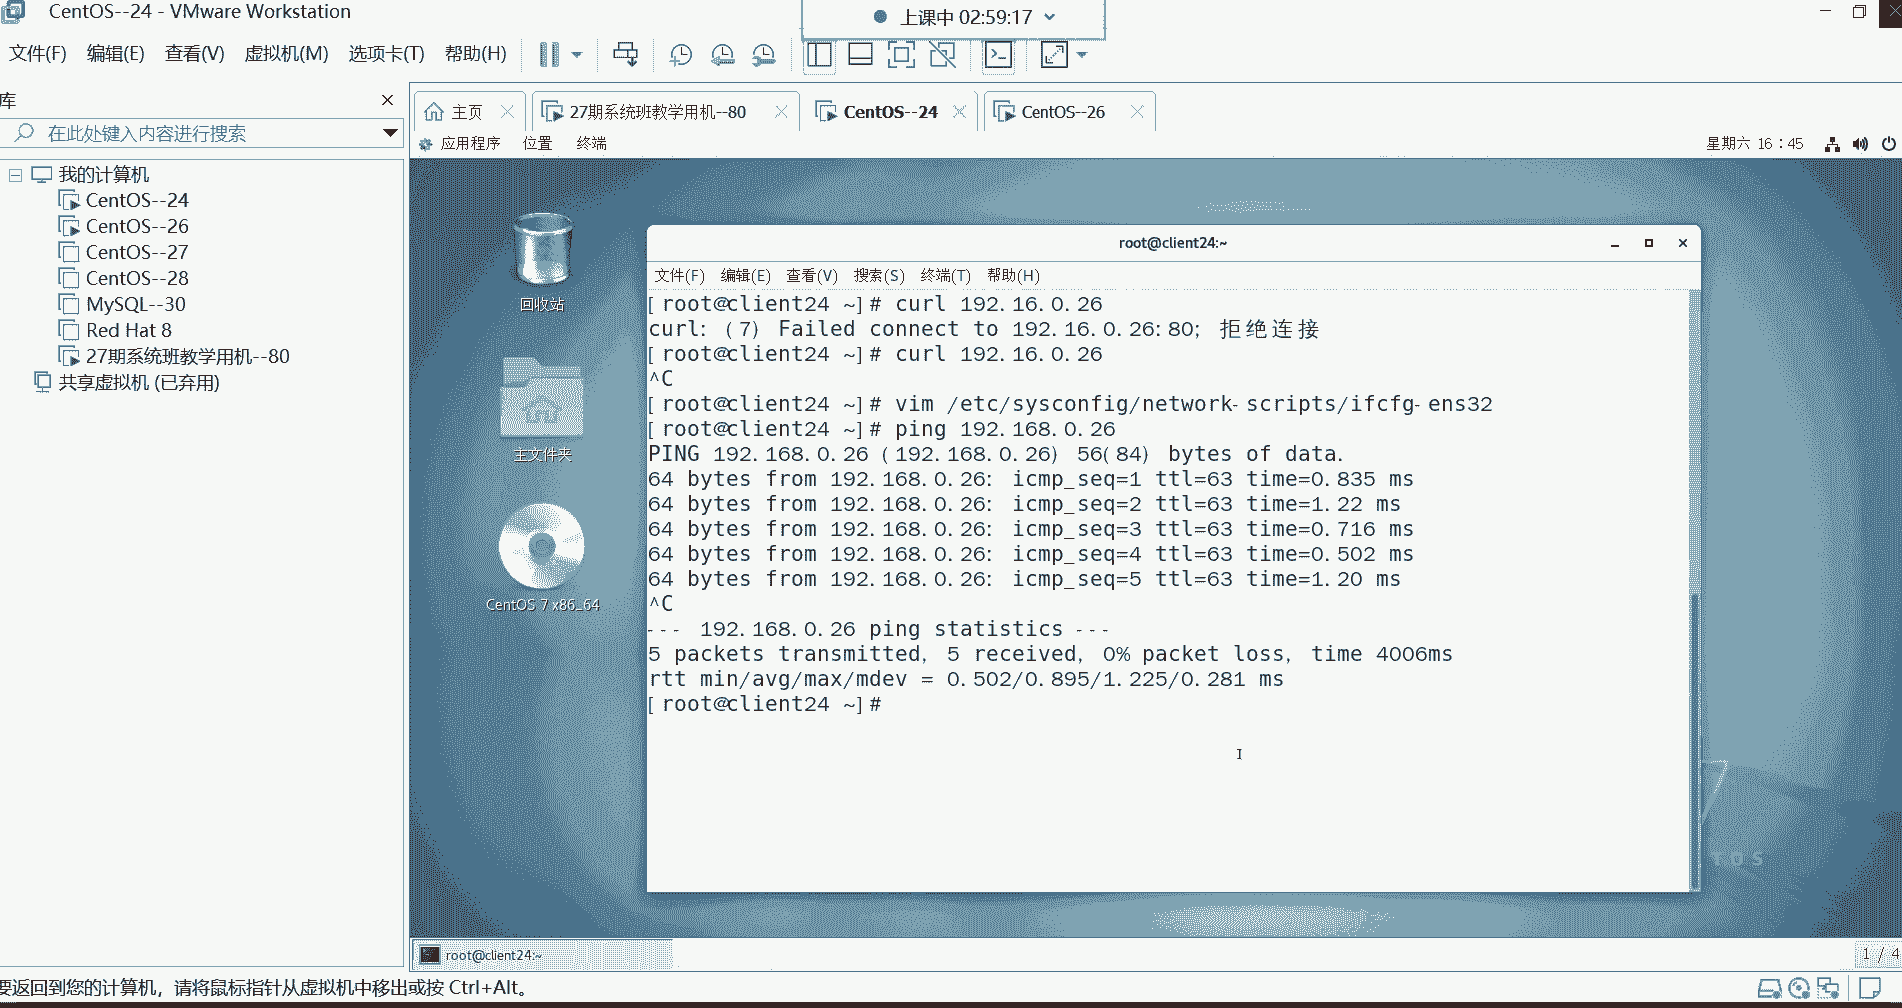 CentOS--24 - VMware Workstation
上课中 02:59:17
文件(F) 编辑(E) 查看(V) 虚拟机(M) 选项卡(T) 帮助(H)
库
在此处键入内容进行搜索
我的计算机
CentOS--24
CentOS--26
CentOS--27
CentOS--28
MySQL--30
Red Hat 8
27期系统班教学用机--80
共享虚拟机 (已弃用)
主页 27期系统班教学用机--80 CentOS--24 CentOS--26
应用程序 位置 终端 星期六 16：45
回收站
主文件夹
CentOS 7 x86_64
root@client24:~
文件(F) 编辑(E) 查看(V) 搜索(S) 终端(T) 帮助(H)
[root@client24 ~]# curl 192.16.0.26
curl: (7) Failed connect to 192.16.0.26:80; 拒绝连接
[root@client24 ~]# curl 192.16.0.26
^C
[root@client24 ~]# vim /etc/sysconfig/network-scripts/ifcfg-ens32
[root@client24 ~]# ping 192.168.0.26
PING 192.168.0.26 (192.168.0.26) 56(84) bytes of data.
64 bytes from 192.168.0.26: icmp_seq=1 ttl=63 time=0.835 ms
64 bytes from 192.168.0.26: icmp_seq=2 ttl=63 time=1.22 ms
64 bytes from 192.168.0.26: icmp_seq=3 ttl=63 time=0.716 ms
64 bytes from 192.168.0.26: icmp_seq=4 ttl=63 time=0.502 ms
64 bytes from 192.168.0.26: icmp_seq=5 ttl=63 time=1.20 ms
^C
--- 192.168.0.26 ping statistics ---
5 packets transmitted, 5 received, 0% packet loss, time 4006ms
rtt min/avg/max/mdev = 0.502/0.895/1.225/0.281 ms
[root@client24 ~]#
7
TOS
root@client24:~
1 / 4
要返回到您的计算机，请将鼠标指针从虚拟机中移出或按 Ctrl+Alt。